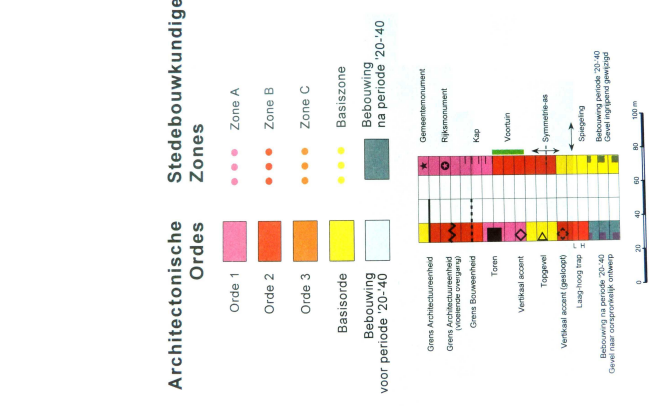 Architectonische
Ordes
Orde 1
Orde 2
Orde 3
Basisorde
Bebouwing
voor periode '20-'40
Stedebouwkundige
Zones
Zone A
Zone B
Zone C
Basiszone
Bebouwing
na periode '20-'40
Grens Architectuureenheid
Grens Architectuureenheid
(vloeiende overgang)
Grens Bouweenheid
Toren
Vertikaal accent
Topgevel
Vertikaal accent (gesloopt)
L H
Laag-hoog trap
Bebouwing na periode '20-'40
Gevel naar oorspronkelijk ontwerp
Gemeentemonument
Rijksmonument
Kap
Voortuin
Symmetrie-as
Spiegeling
Bebouwing periode '20-'40
Gevel ingrijpend gewijzigd
0 20 40 60 80 100 m